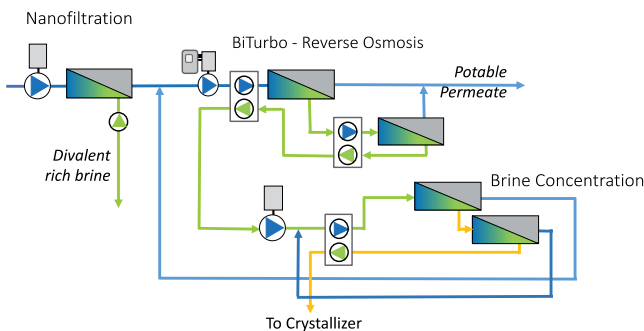 Nanofiltration
BiTurbo - Reverse Osmosis
Potable
Permeate
Divalent
rich brine
Brine Concentration
To Crystallizer